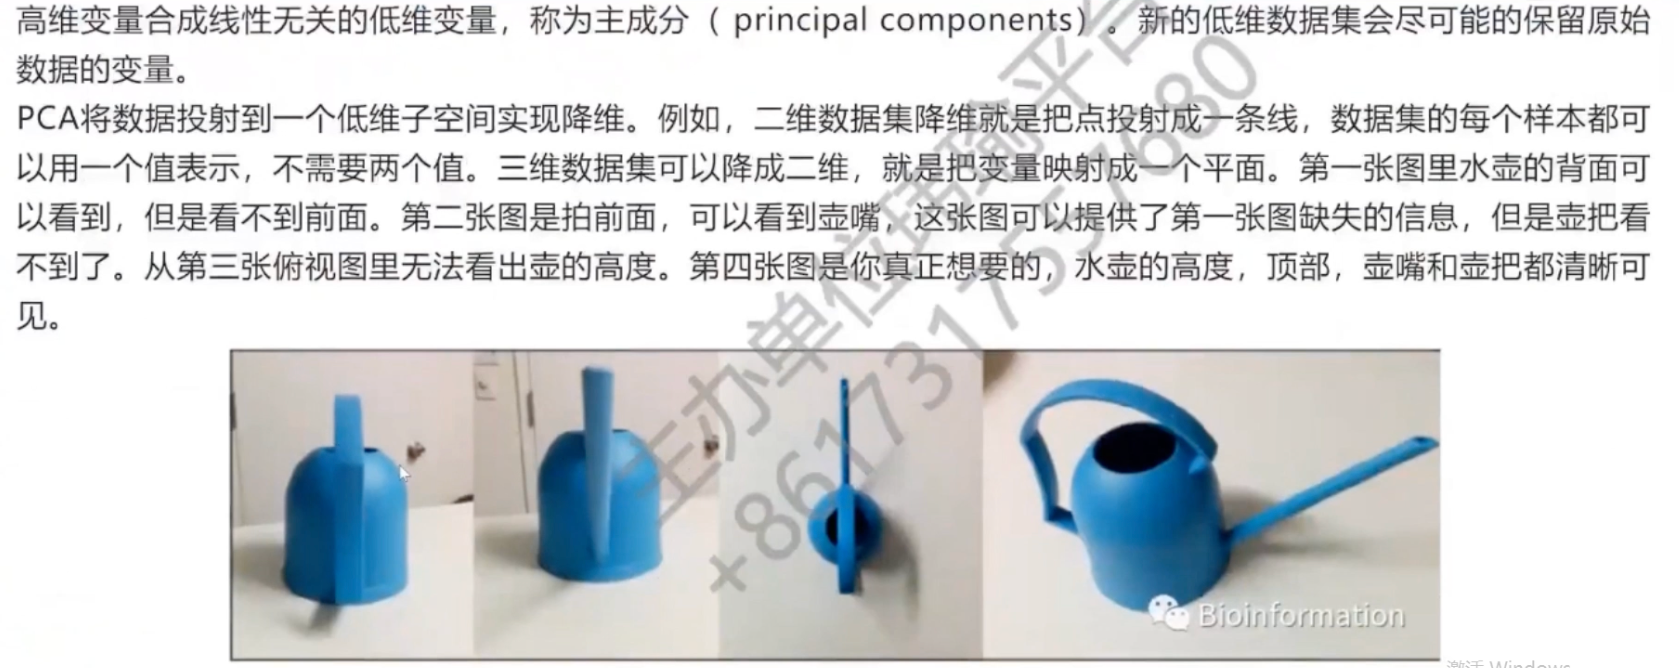 高维变量合成线性无关的低维变量，称为主成分（ principal components）。新的低维数据集会尽可能的保留原始
数据的变量。
PCA将数据投射到一个低维子空间实现降维。例如，二维数据集降维就是把点投射成一条线，数据集的每个样本都可
以用一个值表示，不需要两个值。三维数据集可以降成二维，就是把变量映射成一个平面。第一张图里水壶的背面可
以看到，但是看不到前面。第二张图是拍前面，可以看到壶嘴，这张图可以提供了第一张图缺失的信息，但是壶把看
不到了。从第三张俯视图里无法看出壶的高度。第四张图是你真正想要的，水壶的高度，顶部，壶嘴和壶把都清晰可
见。
主办单位玮瑜平台
+8617317557680
Bioinformation
激活 Windows